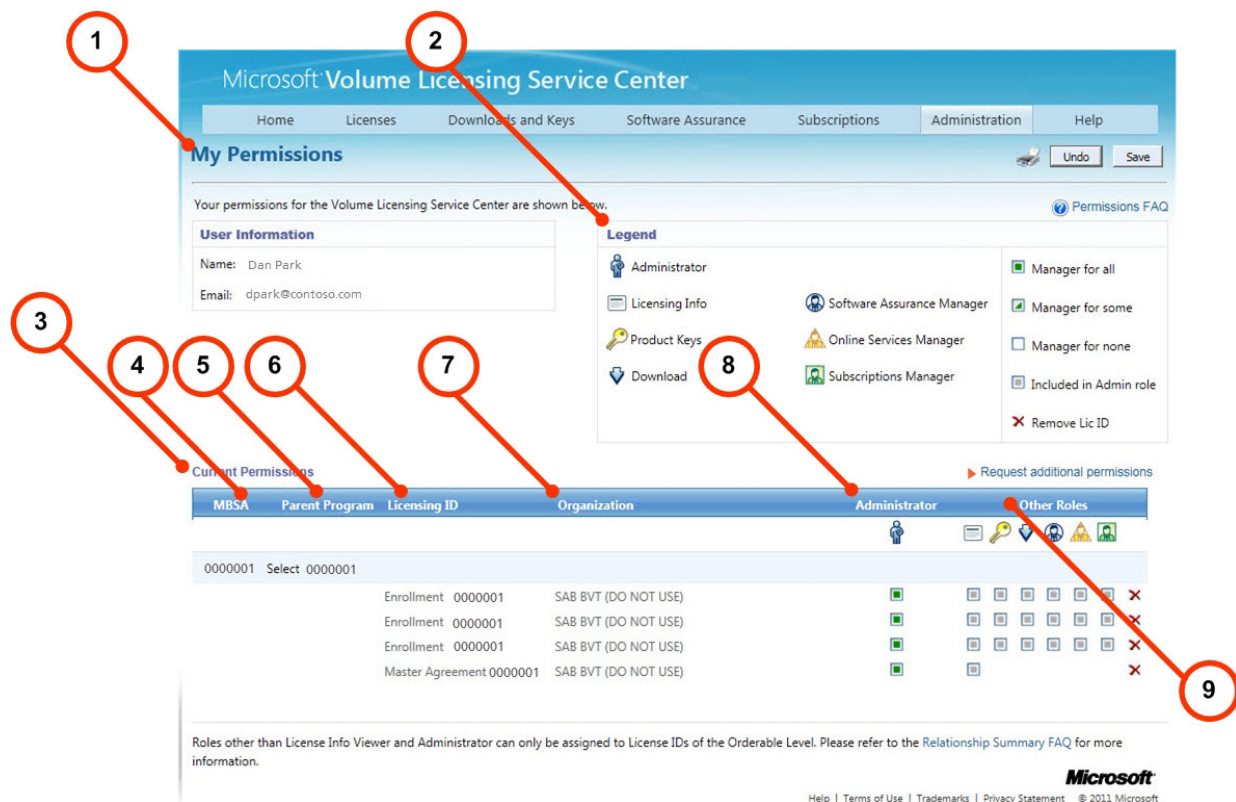 1
2
Microsoft Volume Licensing Service Center
Home Licenses Downloads and Keys Software Assurance Subscriptions Administration Help
My Permissions
Undo Save
Your permissions for the Volume Licensing Service Center are shown below.
Permissions FAQ
User Information
Name: Dan Park
Email: dpark@contoso.com
Legend
Administrator
Licensing Info
Product Keys
Download
Software Assurance Manager
Online Services Manager
Subscriptions Manager
Manager for all
Manager for some
Manager for none
Included in Admin role
Remove Lic ID
3
4
5
6
7
8
Current Permissions
Request additional permissions
MBSA Parent Program Licensing ID Organization Administrator Other Roles
0000001 Select 0000001
Enrollment 0000001 SAB BVT (DO NOT USE)
Enrollment 0000001 SAB BVT (DO NOT USE)
Enrollment 0000001 SAB BVT (DO NOT USE)
Master Agreement 0000001 SAB BVT (DO NOT USE)
9
Roles other than License Info Viewer and Administrator can only be assigned to License IDs of the Orderable Level. Please refer to the Relationship Summary FAQ for more
information.
Microsoft
Help | Terms of Use | Trademarks | Privacy Statement © 2011 Microsoft